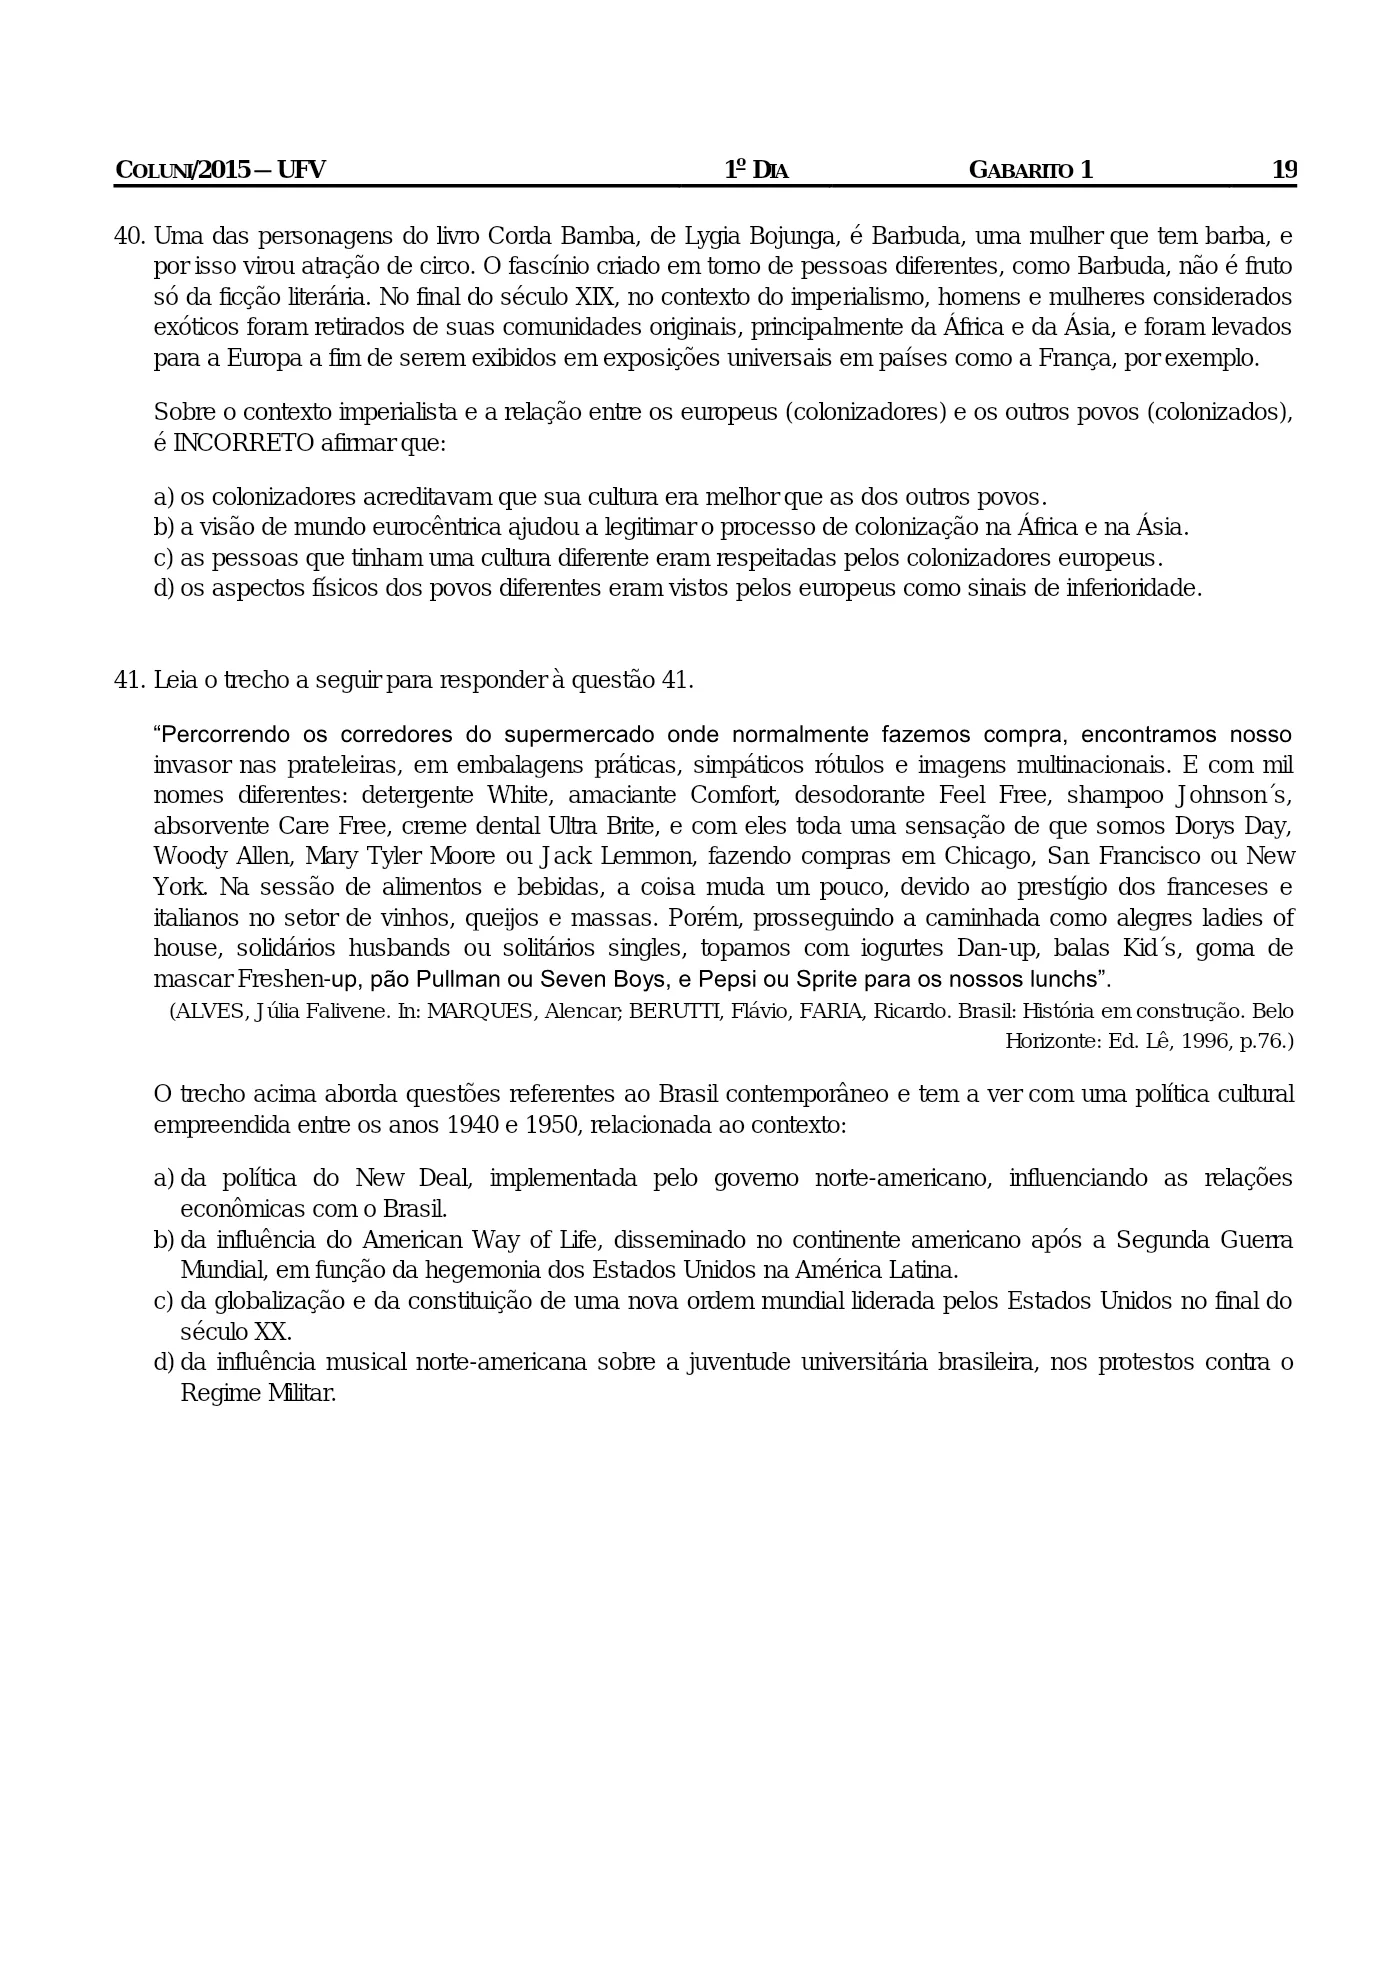 COLUNI/2015 — UFV 1º DIA GABARITO 1 19
40. Uma das personagens do livro Corda Bamba, de Lygia Bojunga, é Barbuda, uma mulher que tem barba, e
por isso virou atração de circo. O fascínio criado em torno de pessoas diferentes, como Barbuda, não é fruto
só da ficção literária. No final do século XIX, no contexto do imperialismo, homens e mulheres considerados
exóticos foram retirados de suas comunidades originais, principalmente da África e da Ásia, e foram levados
para a Europa a fim de serem exibidos em exposições universais em países como a França, por exemplo.
Sobre o contexto imperialista e a relação entre os europeus (colonizadores) e os outros povos (colonizados),
é INCORRETO afirmar que:
a) os colonizadores acreditavam que sua cultura era melhor que as dos outros povos.
b) a visão de mundo eurocêntrica ajudou a legitimar o processo de colonização na África e na Ásia.
c) as pessoas que tinham uma cultura diferente eram respeitadas pelos colonizadores europeus.
d) os aspectos físicos dos povos diferentes eram vistos pelos europeus como sinais de inferioridade.
41. Leia o trecho a seguir para responder à questão 41.
“Percorrendo os corredores do supermercado onde normalmente fazemos compra, encontramos nosso
invasor nas prateleiras, em embalagens práticas, simpáticos rótulos e imagens multinacionais. E com mil
nomes diferentes: detergente White, amaciante Comfort, desodorante Feel Free, shampoo Johnson´s,
absorvente Care Free, creme dental Ultra Brite, e com eles toda uma sensação de que somos Dorys Day,
Woody Allen, Mary Tyler Moore ou Jack Lemmon, fazendo compras em Chicago, San Francisco ou New
York. Na sessão de alimentos e bebidas, a coisa muda um pouco, devido ao prestígio dos franceses e
italianos no setor de vinhos, queijos e massas. Porém, prosseguindo a caminhada como alegres ladies of
house, solidários husbands ou solitários singles, topamos com iogurtes Dan-up, balas Kid´s, goma de
mascar Freshen-up, pão Pullman ou Seven Boys, e Pepsi ou Sprite para os nossos lunchs”.
(ALVES, Júlia Falivene. In: MARQUES, Alencar; BERUTTI, Flávio, FARIA, Ricardo. Brasil: História em construção. Belo
Horizonte: Ed. Lê, 1996, p.76.)
O trecho acima aborda questões referentes ao Brasil contemporâneo e tem a ver com uma política cultural
empreendida entre os anos 1940 e 1950, relacionada ao contexto:
a) da política do New Deal, implementada pelo governo norte-americano, influenciando as relações
econômicas com o Brasil.
b) da influência do American Way of Life, disseminado no continente americano após a Segunda Guerra
Mundial, em função da hegemonia dos Estados Unidos na América Latina.
c) da globalização e da constituição de uma nova ordem mundial liderada pelos Estados Unidos no final do
século XX.
d) da influência musical norte-americana sobre a juventude universitária brasileira, nos protestos contra o
Regime Militar.